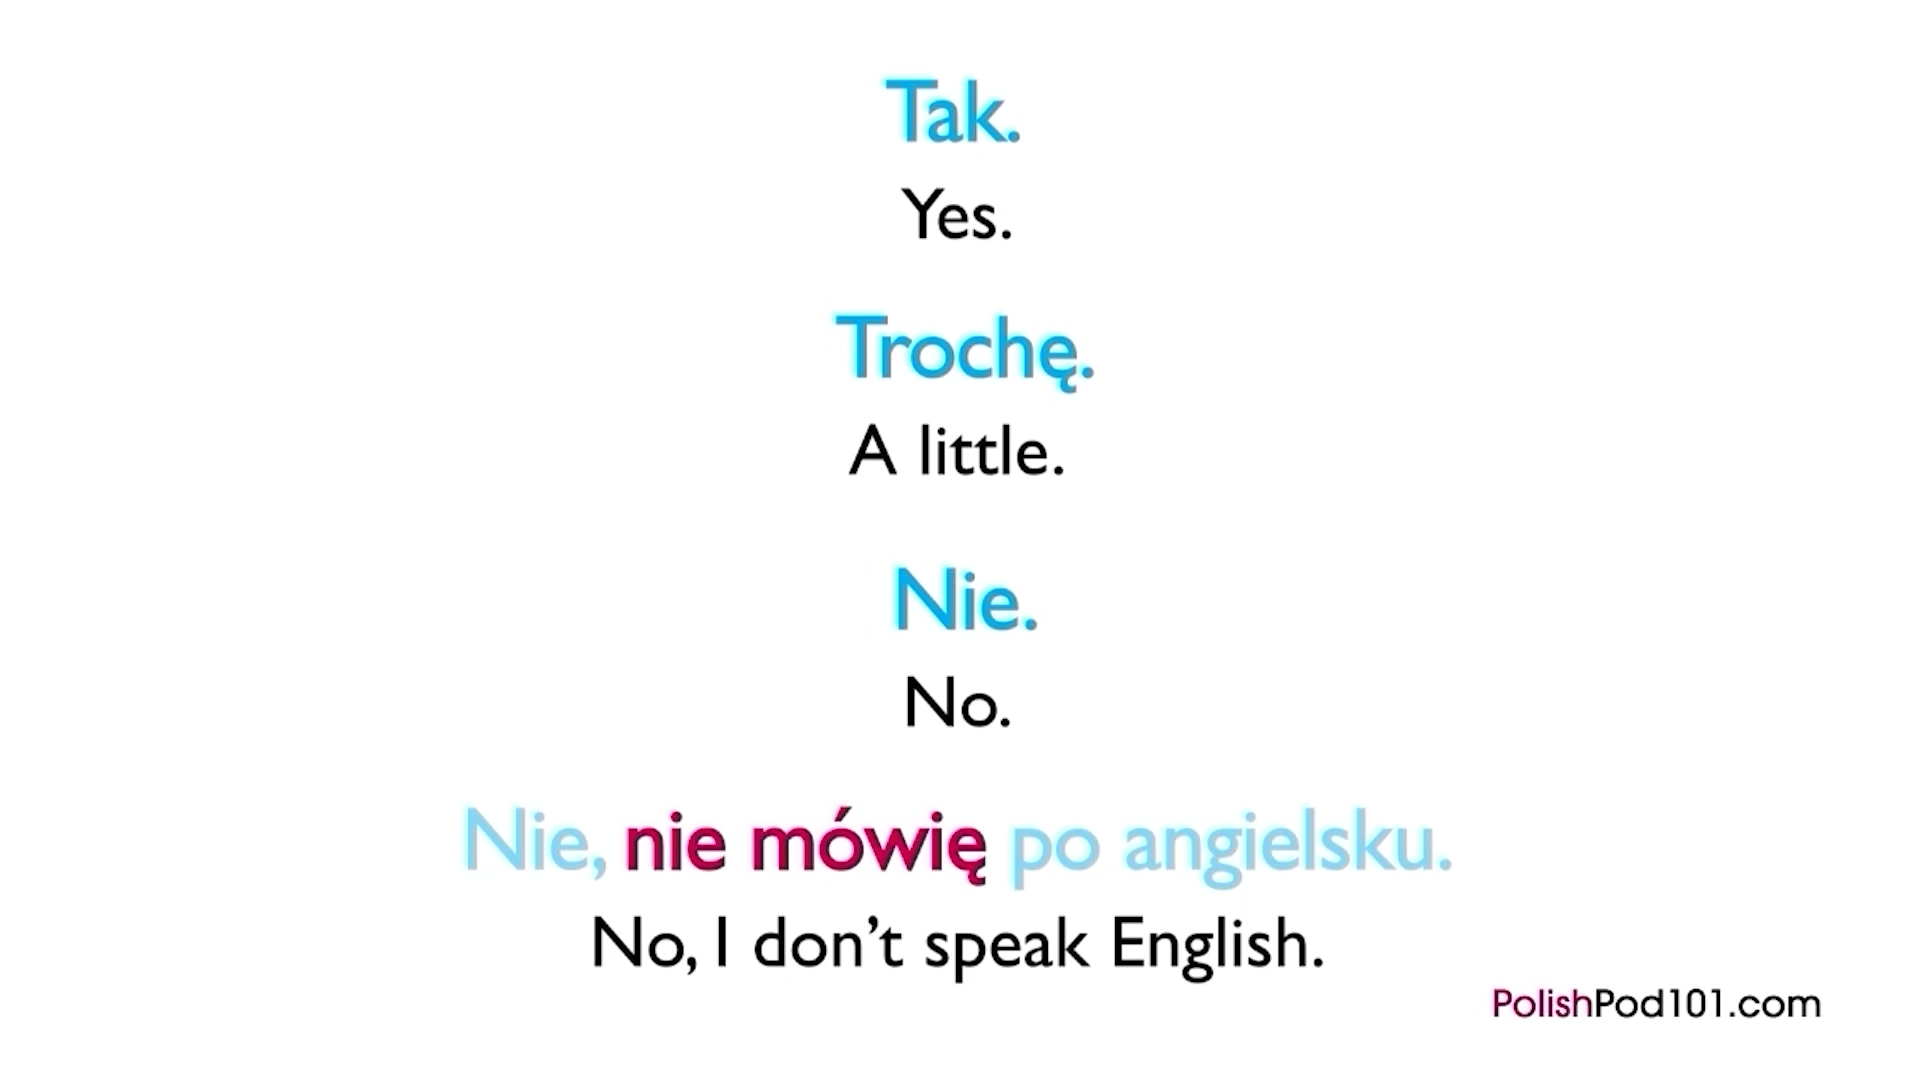 Tak.
Yes.
Trochę.
A little.
Nie.
No.
Nie, nie mówię po angielsku.
No, I don’t speak English.
PolishPod101.com